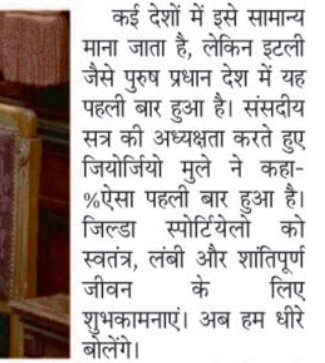 कई देशों में इसे सामान्य
माना जाता है, लेकिन इटली
जैसे पुरुष प्रधान देश में यह
पहली बार हुआ है। संसदीय
सत्र की अध्यक्षता करते हुए
जियोर्जियो मुले ने कहा-
%ऐसा पहली बार हुआ है।
जिल्डा स्पोर्टियेलो को
स्वतंत्र, लंबी और शांतिपूर्ण
जीवन के लिए
शुभकामनाएं। अब हम धीरे
बोलेंगे।